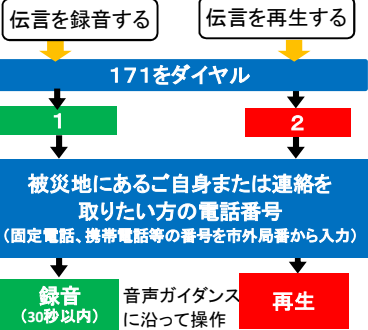 伝言を録音する
伝言を再生する
171をダイヤル
1
2
被災地にあるご自身または連絡を
取りたい方の電話番号
(固定電話、携帯電話等の番号を市外局番から入力)
録音
(30秒以内)
音声ガイダンス
に沿って操作
再生